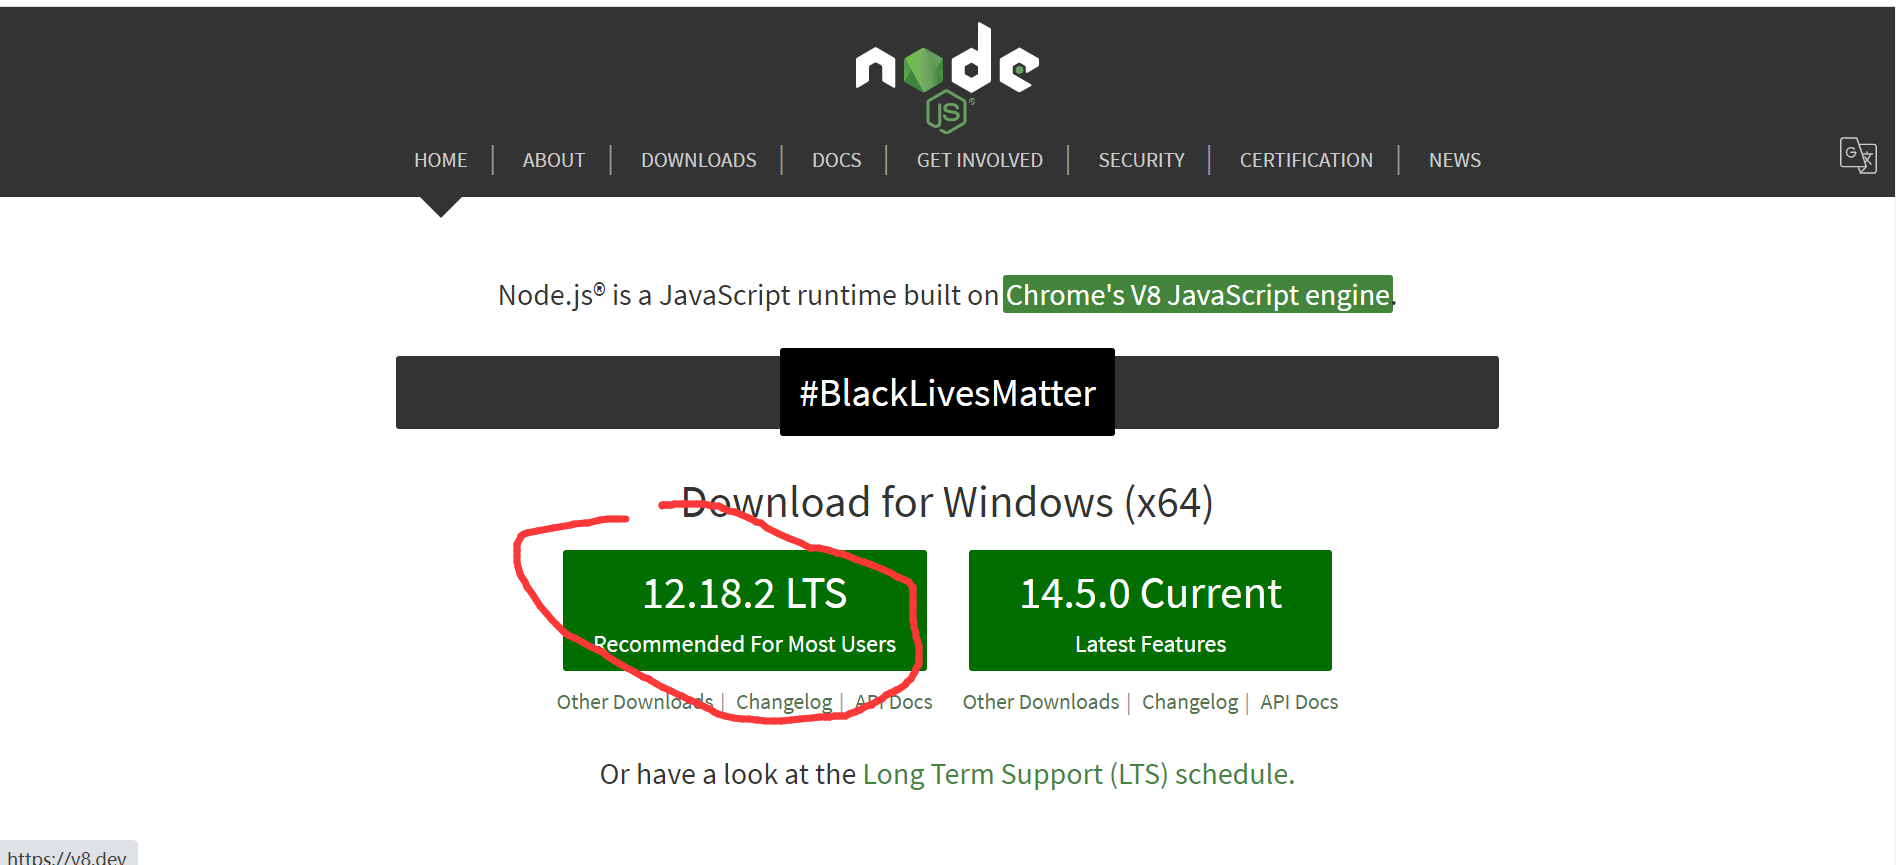 node
JS®
HOME | ABOUT | DOWNLOADS | DOCS | GET INVOLVED | SECURITY | CERTIFICATION | NEWS
G 文
Node.js® is a JavaScript runtime built on Chrome's V8 JavaScript engine.
#BlackLivesMatter
Download for Windows (x64)
12.18.2 LTS
Recommended For Most Users
Other Downloads | Changelog | API Docs
14.5.0 Current
Latest Features
Other Downloads | Changelog | API Docs
Or have a look at the Long Term Support (LTS) schedule.
https://v8.dev